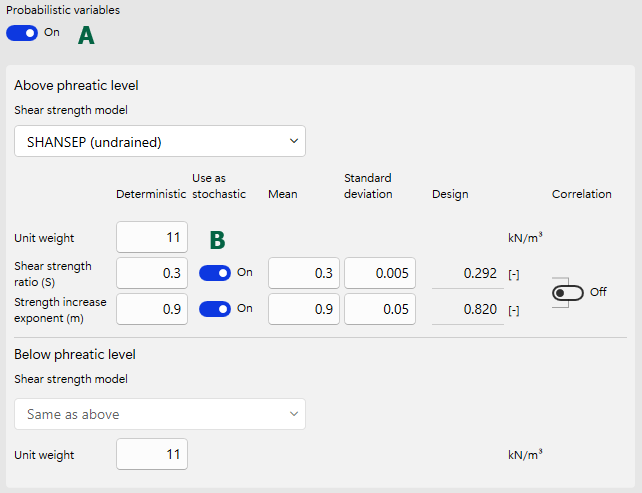 Probabilistic variables
On A
Above phreatic level
Shear strength model
SHANSEP (undrained)
Deterministic Use as stochastic Mean Standard deviation Design Correlation
Unit weight 11 B kN/m³
Shear strength ratio (S) 0.3 On 0.3 0.005 0.292 [-]
Off
Strength increase exponent (m) 0.9 On 0.9 0.05 0.820 [-]
Below phreatic level
Shear strength model
Same as above
Unit weight 11 kN/m³